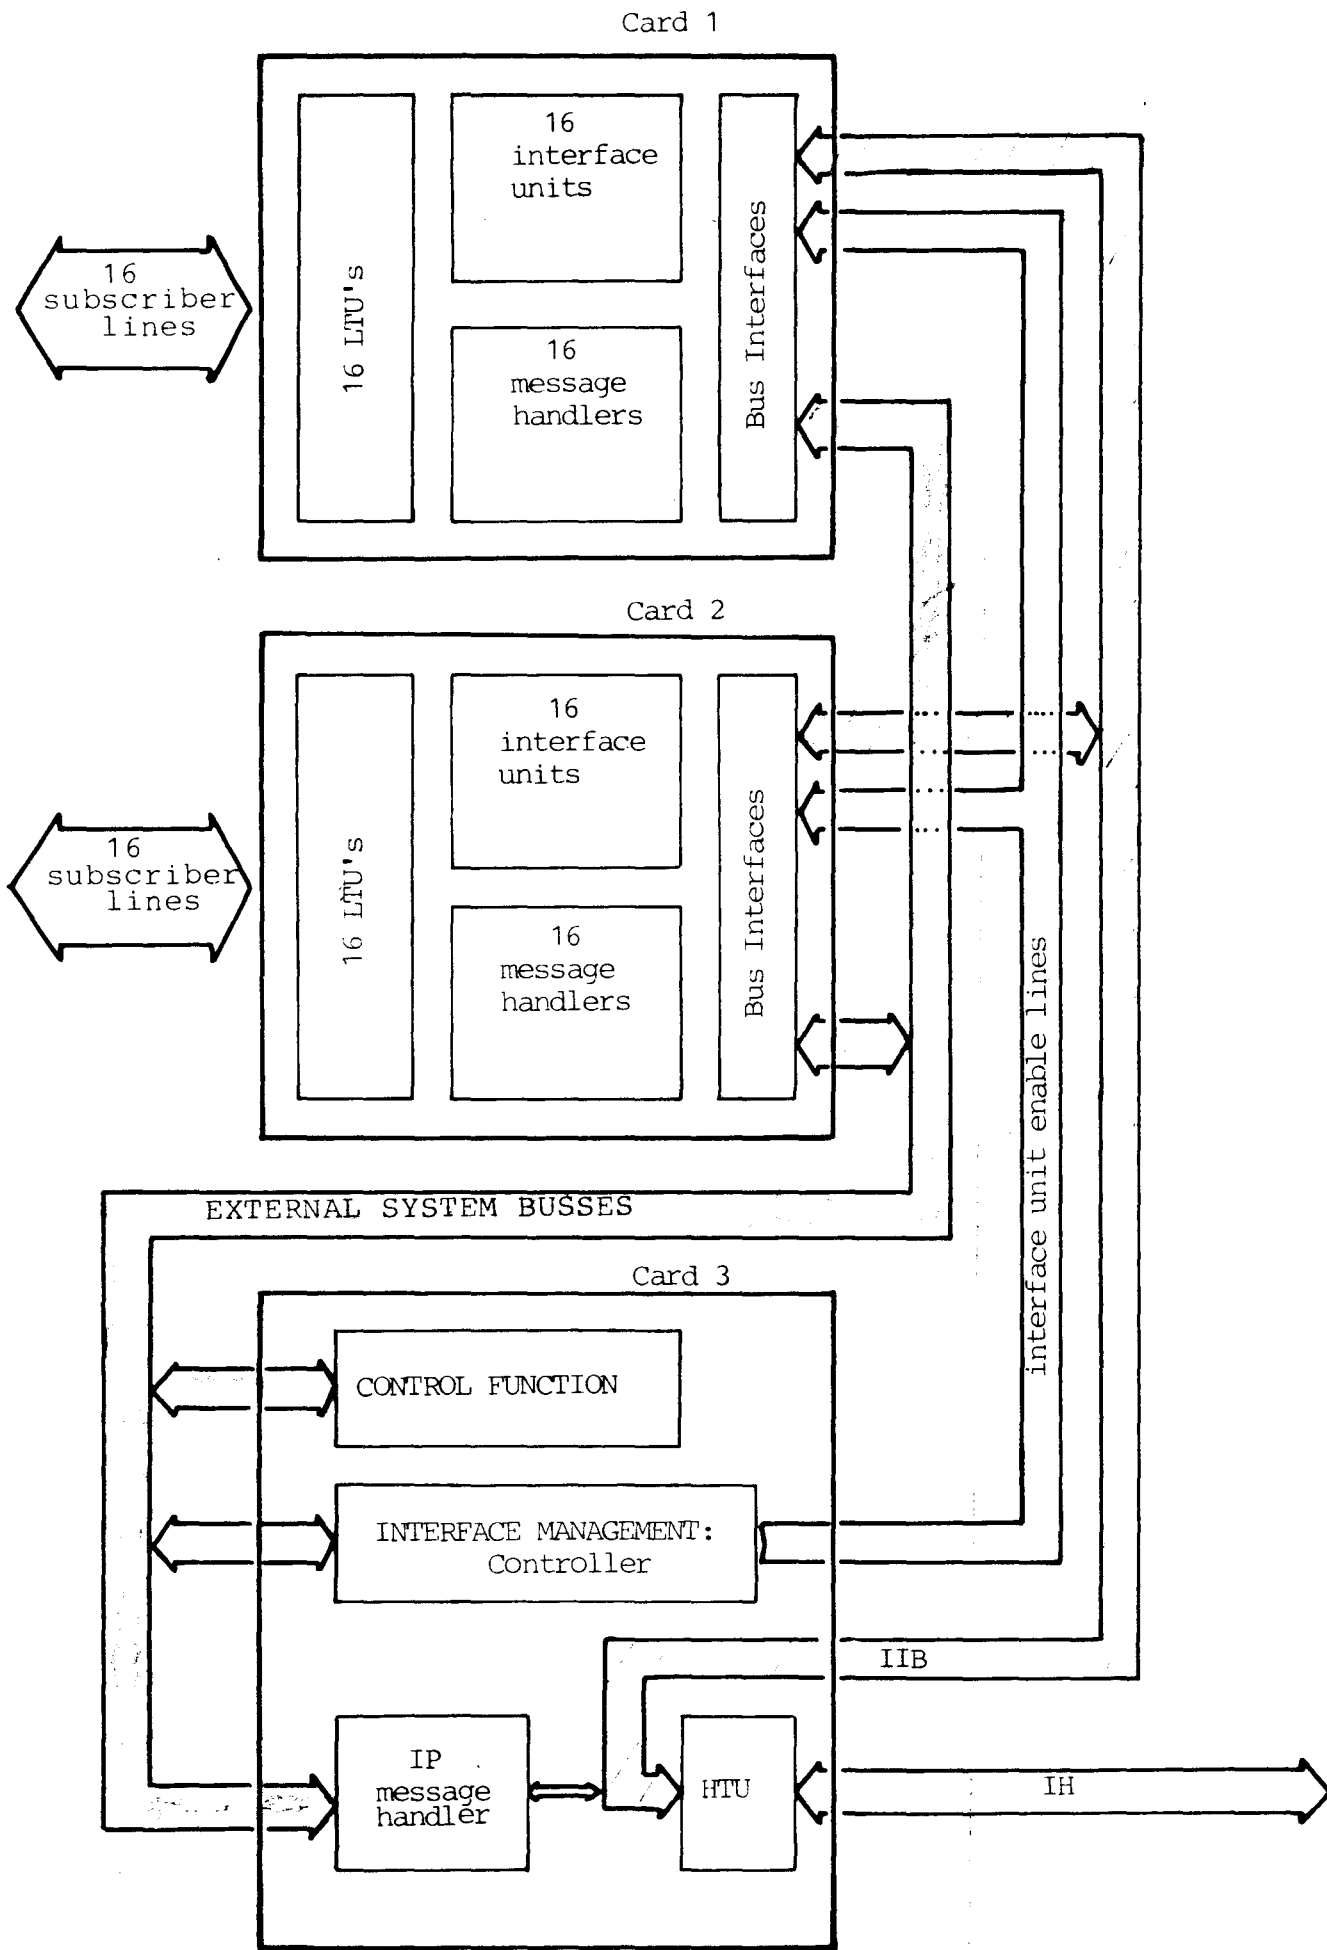 Card 1
16
interface
units
16
subscriber
lines
16 LTU's
16
message
handlers
Bus Interfaces
Card 2
16
interface
units
16
subscriber
lines
16 LTU's
16
message
handlers
Bus Interfaces
interface unit enable lines
EXTERNAL SYSTEM BUSSES
Card 3
CONTROL FUNCTION
INTERFACE MANAGEMENT:
Controller
IIB
IP
message
handler
HTU
IH